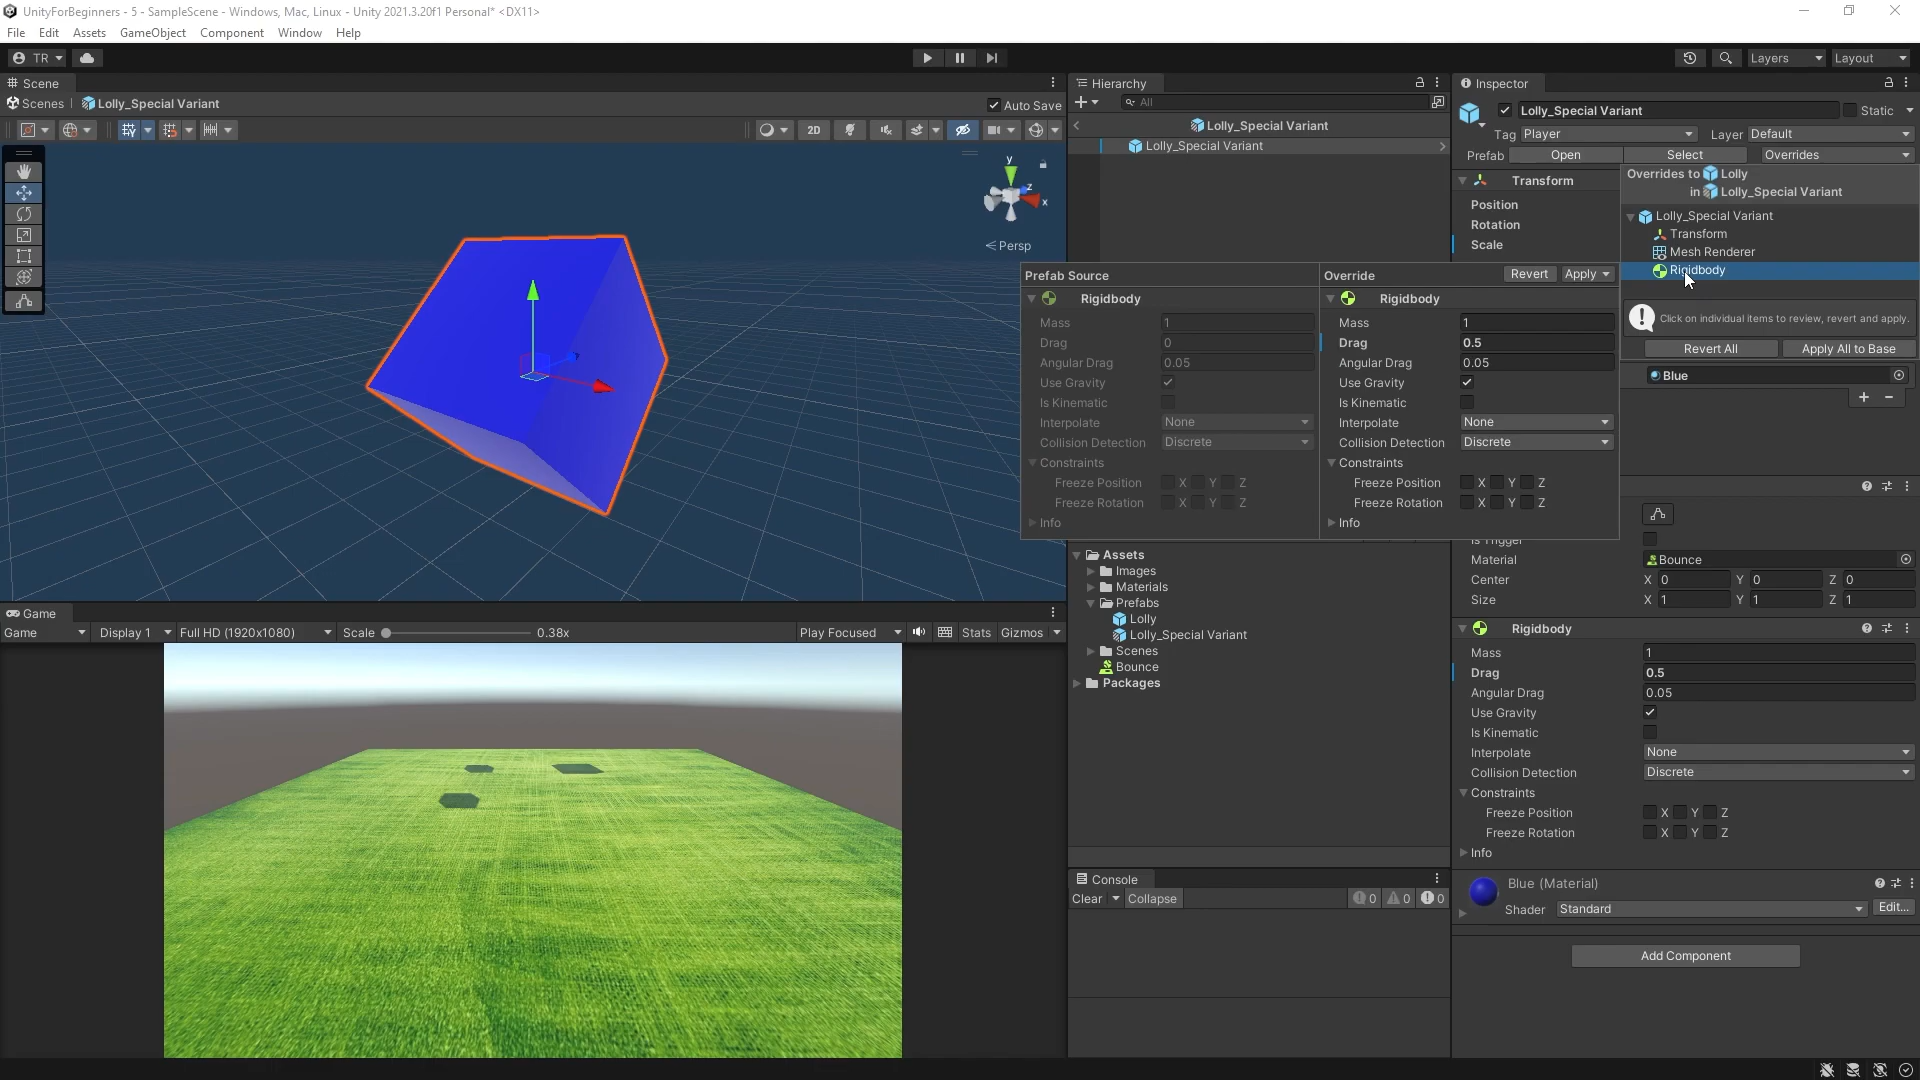 UnityForBeginners - 5 - SampleScene - Windows, Mac, Linux - Unity 2021.3.20f1 Personal* <DX11>
File Edit Assets GameObject Component Window Help
TR
Layers
Layout
Scene
Scenes
Lolly_Special Variant
Auto Save
2D
y
z
x
Persp
Hierarchy
All
Lolly_Special Variant
Lolly_Special Variant
Inspector
Lolly_Special Variant
Static
Tag Player
Layer Default
Prefab Open Select Overrides
Transform
Position
Rotation
Scale
Overrides to Lolly
in Lolly_Special Variant
Lolly_Special Variant
Transform
Mesh Renderer
Rigidbody
Click on individual items to review, revert and apply.
Revert All
Apply All to Base
Blue
Prefab Source
Rigidbody
Mass 1
Drag 0
Angular Drag 0.05
Use Gravity
Is Kinematic
Interpolate None
Collision Detection Discrete
Constraints
Freeze Position X Y Z
Freeze Rotation X Y Z
Info
Override Revert Apply
Rigidbody
Mass 1
Drag 0.5
Angular Drag 0.05
Use Gravity
Is Kinematic
Interpolate None
Collision Detection Discrete
Constraints
Freeze Position X Y Z
Freeze Rotation X Y Z
Info
Is Trigger
Material Bounce
Center X 0 Y 0 Z 0
Size X 1 Y 1 Z 1
Rigidbody
Mass 1
Drag 0.5
Angular Drag 0.05
Use Gravity
Is Kinematic
Interpolate None
Collision Detection Discrete
Constraints
Freeze Position X Y Z
Freeze Rotation X Y Z
Info
Blue (Material)
Shader Standard Edit...
Add Component
Assets
Images
Materials
Prefabs
Lolly
Lolly_Special Variant
Scenes
Bounce
Packages
Console
Clear Collapse 0 0 0
Game
Game Display 1 Full HD (1920x1080) Scale 0.38x Play Focused Stats Gizmos